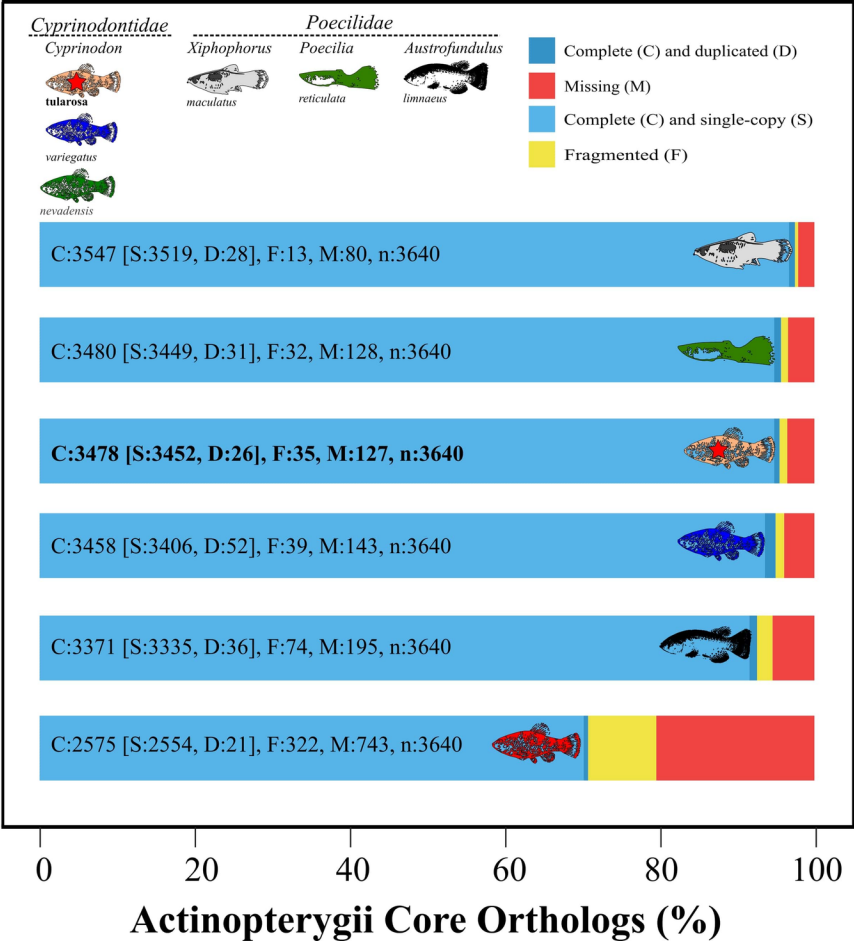 Cyprinodontidae
Poecilidae
Cyprinodon
Xiphophorus
Poecilia
Austrofundulus
tularosa
maculatus
reticulata
limnaeus
variegatus
nevadensis
Complete (C) and duplicated (D)
Missing (M)
Complete (C) and single-copy (S)
Fragmented (F)
C:3547 [S:3519, D:28], F:13, M:80, n:3640
C:3480 [S:3449, D:31], F:32, M:128, n:3640
C:3478 [S:3452, D:26], F:35, M:127, n:3640
C:3458 [S:3406, D:52], F:39, M:143, n:3640
C:3371 [S:3335, D:36], F:74, M:195, n:3640
C:2575 [S:2554, D:21], F:322, M:743, n:3640
0 20 40 60 80 100
Actinopterygii Core Orthologs (%)